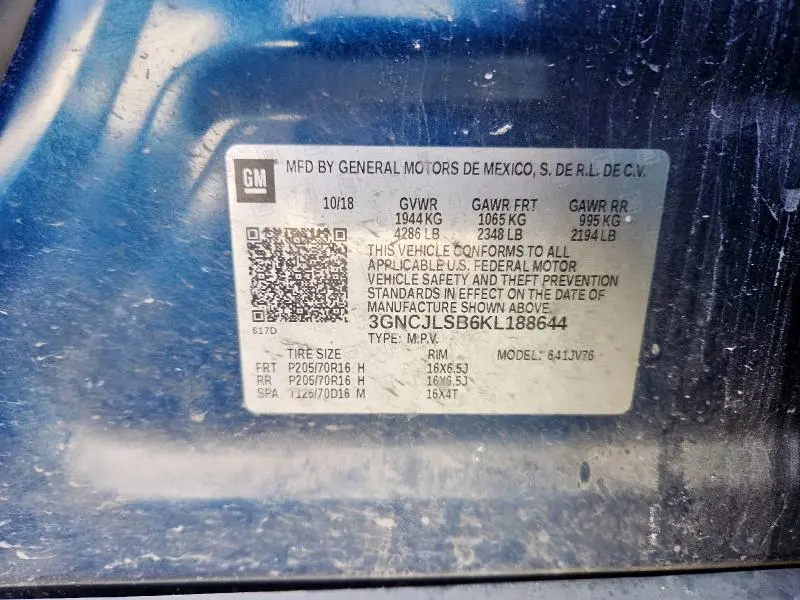 GM MFD BY GENERAL MOTORS DE MEXICO, S. DE R.L. DE C.V.
10/18 GVWR GAWR FRT GAWR RR
1944 KG 1065 KG 995 KG
4286 LB 2348 LB 2194 LB
THIS VEHICLE CONFORMS TO ALL
APPLICABLE U.S. FEDERAL MOTOR
VEHICLE SAFETY AND THEFT PREVENTION
STANDARDS IN EFFECT ON THE DATE OF
MANUFACTURE SHOWN ABOVE.
617D 3GNCJLSB6KL188644
TYPE: M.P.V.
TIRE SIZE RIM MODEL: 641JV76
FRT P205/70R16 H 16X6.5J
RR P205/70R16 H 16X6.5J
SPA T125/70D16 M 16X4T